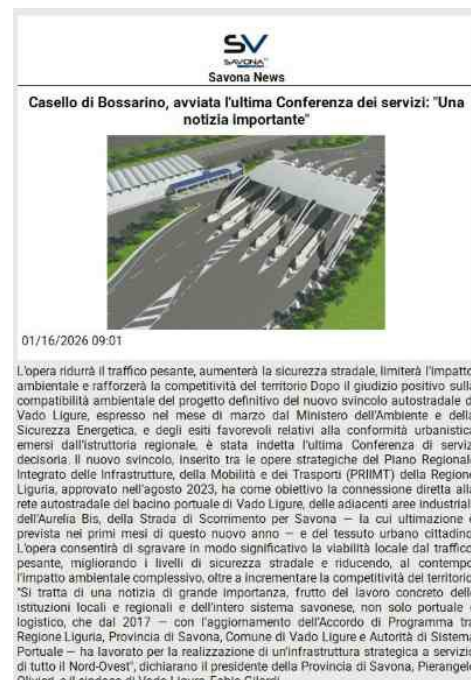 SV
SAVONA
Savona News
Casello di Bossarino, avviata l'ultima Conferenza dei servizi: "Una
notizia importante"
01/16/2026 09:01
L'opera ridurrà il traffico pesante, aumenterà la sicurezza stradale, limiterà l'impatto
ambientale e rafforzerà la competitività del territorio Dopo il giudizio positivo sulla
compatibilità ambientale del progetto definitivo del nuovo svincolo autostradale d
Vado Ligure, espresso nel mese di marzo dal Ministero dell'Ambiente e della
Sicurezza Energetica, e degli esiti favorevoli relativi alla conformità urbanistica
emersi dall'istruttoria regionale, è stata indetta l'ultima Conferenza di serviz
decisoria. Il nuovo svincolo, inserito tra le opere strategiche del Piano Regional
Integrato delle Infrastrutture, della Mobilità e dei Trasporti (PRIIMT) della Regione
Liguria, approvato nell'agosto 2023, ha come obiettivo la connessione diretta alla
rete autostradale del bacino portuale di Vado Ligure, delle adiacenti aree industrial
dell'Aurelia Bis, della Strada di Scorrimento per Savona — la cui ultimazione è
prevista nei primi mesi di questo nuovo anno — e del tessuto urbano cittadino
L'opera consentirà di sgravare in modo significativo la viabilità locale dal traffico
pesante, migliorando i livelli di sicurezza stradale e riducendo, al contempo
l'impatto ambientale complessivo, oltre a incrementare la competitività del territorio
"Si tratta di una notizia di grande importanza, frutto del lavoro concreto delle
istituzioni locali e regionali e dell'intero sistema savonese, non solo portuale e
logistico, che dal 2017 — con l'aggiornamento dell'Accordo di Programma tra
Regione Liguria, Provincia di Savona, Comune di Vado Ligure e Autorità di Sistema
Portuale — ha lavorato per la realizzazione di un'infrastruttura strategica a servizio
di tutto il Nord-Ovest", dichiarano il presidente della Provincia di Savona, Pierangelo
Olivieri, e il sindaco di Vado Ligure, Fabio Gilardi